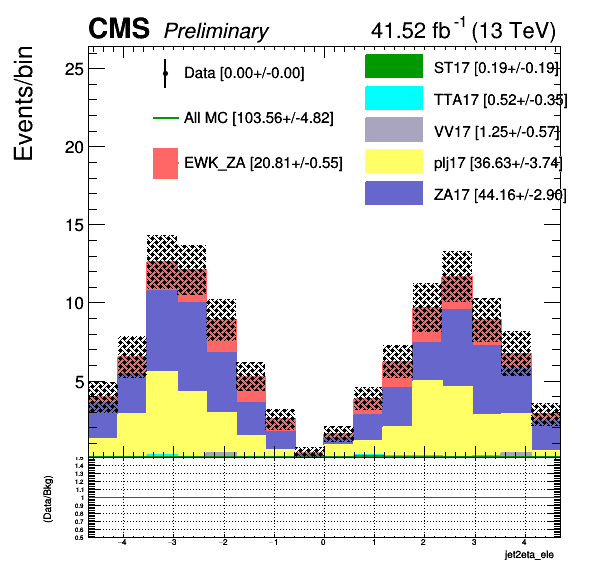 CMS Preliminary 41.52 fb-1 (13 TeV)
Events/bin
25
20
15
10
5
Data [0.00+/-0.00]
All MC [103.56+/-4.82]
EWK_ZA [20.81+/-0.55]
ST17 [0.19+/-0.19]
TTA17 [0.52+/-0.35]
VV17 [1.25+/-0.57]
plj17 [36.63+/-3.74]
ZA17 [44.16+/-2.90]
(Data/Bkg)
1.5
1.4
1.3
1.2
1.1
1
0.9
0.8
0.7
0.6
0.5
−4 −3 −2 −1 0 1 2 3 4
jet2eta_ele